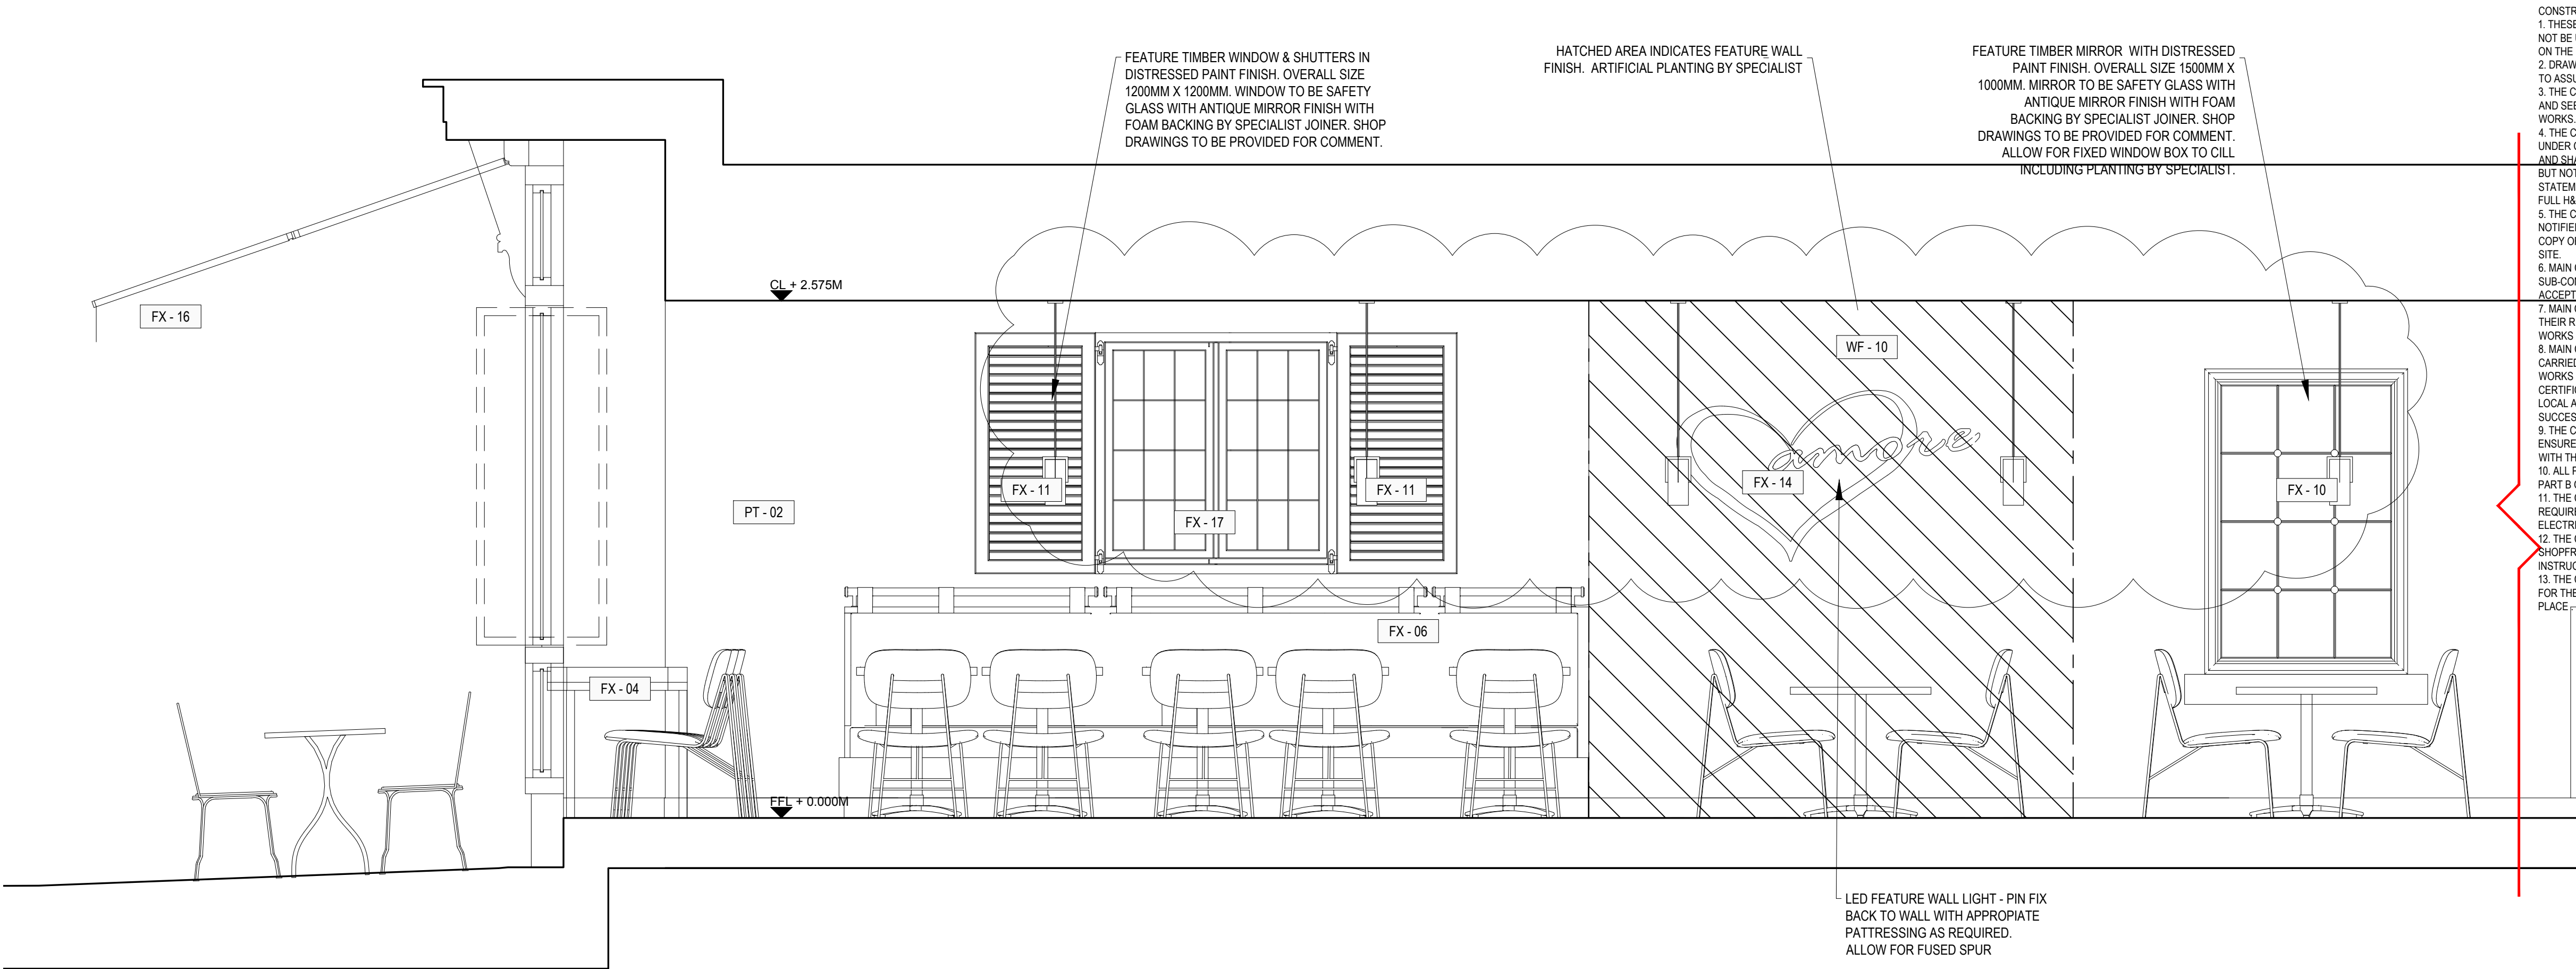 FEATURE TIMBER WINDOW & SHUTTERS IN
DISTRESSED PAINT FINISH. OVERALL SIZE
1200MM X 1200MM. WINDOW TO BE SAFETY
GLASS WITH ANTIQUE MIRROR FINISH WITH
FOAM BACKING BY SPECIALIST JOINER. SHOP
DRAWINGS TO BE PROVIDED FOR COMMENT.
HATCHED AREA INDICATES FEATURE WALL
FINISH. ARTIFICIAL PLANTING BY SPECIALIST
FEATURE TIMBER MIRROR WITH DISTRESSED
PAINT FINISH. OVERALL SIZE 1500MM X
1000MM. MIRROR TO BE SAFETY GLASS WITH
ANTIQUE MIRROR FINISH WITH FOAM
BACKING BY SPECIALIST JOINER. SHOP
DRAWINGS TO BE PROVIDED FOR COMMENT.
ALLOW FOR FIXED WINDOW BOX TO CILL
INCLUDING PLANTING BY SPECIALIST.
CL + 2.575M
FX - 16
WF - 10
amore
FX - 11
FX - 11
FX - 14
FX - 10
PT - 02
FX - 17
FX - 06
FX - 04
FFL + 0.000M
LED FEATURE WALL LIGHT - PIN FIX
BACK TO WALL WITH APPROPIATE
PATTRESSING AS REQUIRED.
ALLOW FOR FUSED SPUR
CONSTR
1. THESE
NOT BE
ON THE
2. DRAW
TO ASSU
3. THE C
AND SEE
WORKS.
4. THE C
UNDER
AND SHA
BUT NOT
STATEM
FULL H&
5. THE C
NOTIFIE
COPY O
SITE.
6. MAIN
SUB-CO
ACCEPT
7. MAIN
THEIR R
WORKS
8. MAIN
CARRIED
WORKS
CERTIFI
LOCAL A
SUCCES
9. THE C
ENSURE
WITH TH
10. ALL
PART B
11. THE
REQUIRE
ELECTRI
12. THE
SHOPFR
INSTRUC
13. THE
FOR THE
PLACE